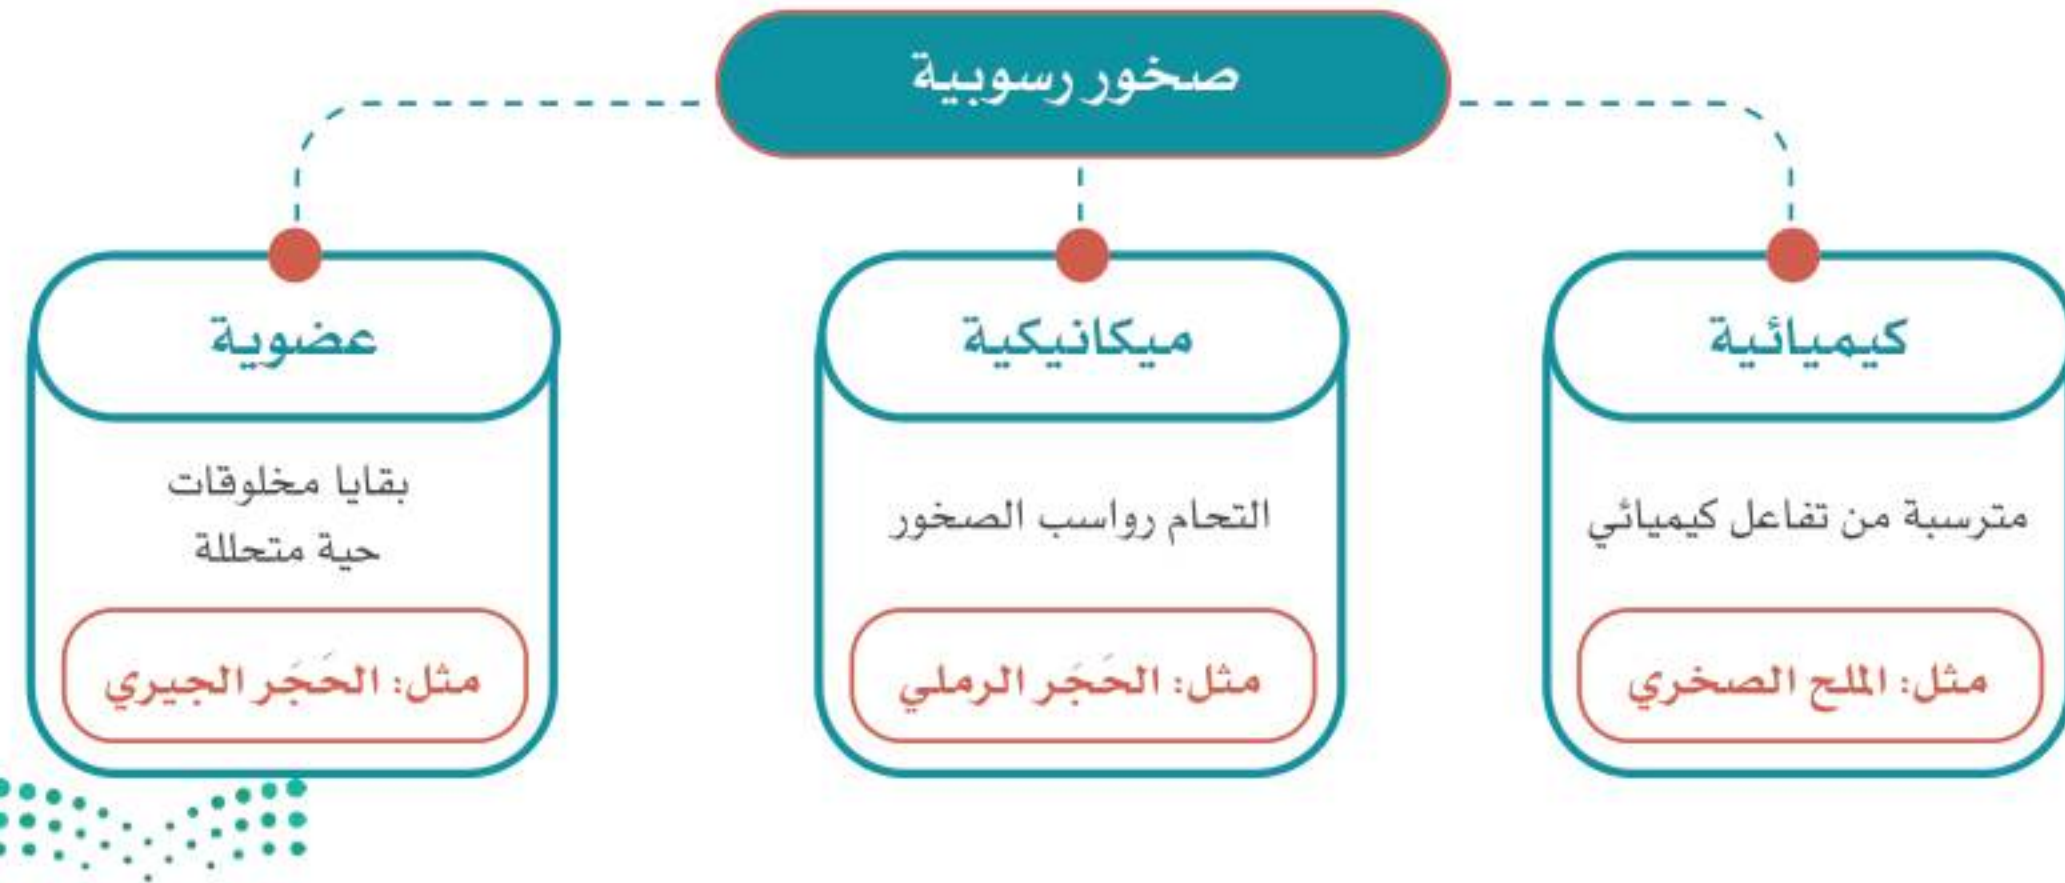 صخور رسوبية
كيميائية
مترسبة من تفاعل كيميائي
مثل: الملح الصخري
ميكانيكية
التحام رواسب الصخور
مثل: الحَجَر الرملي
عضوية
بقايا مخلوقات
حية متحللة
مثل: الحَجَر الجيري